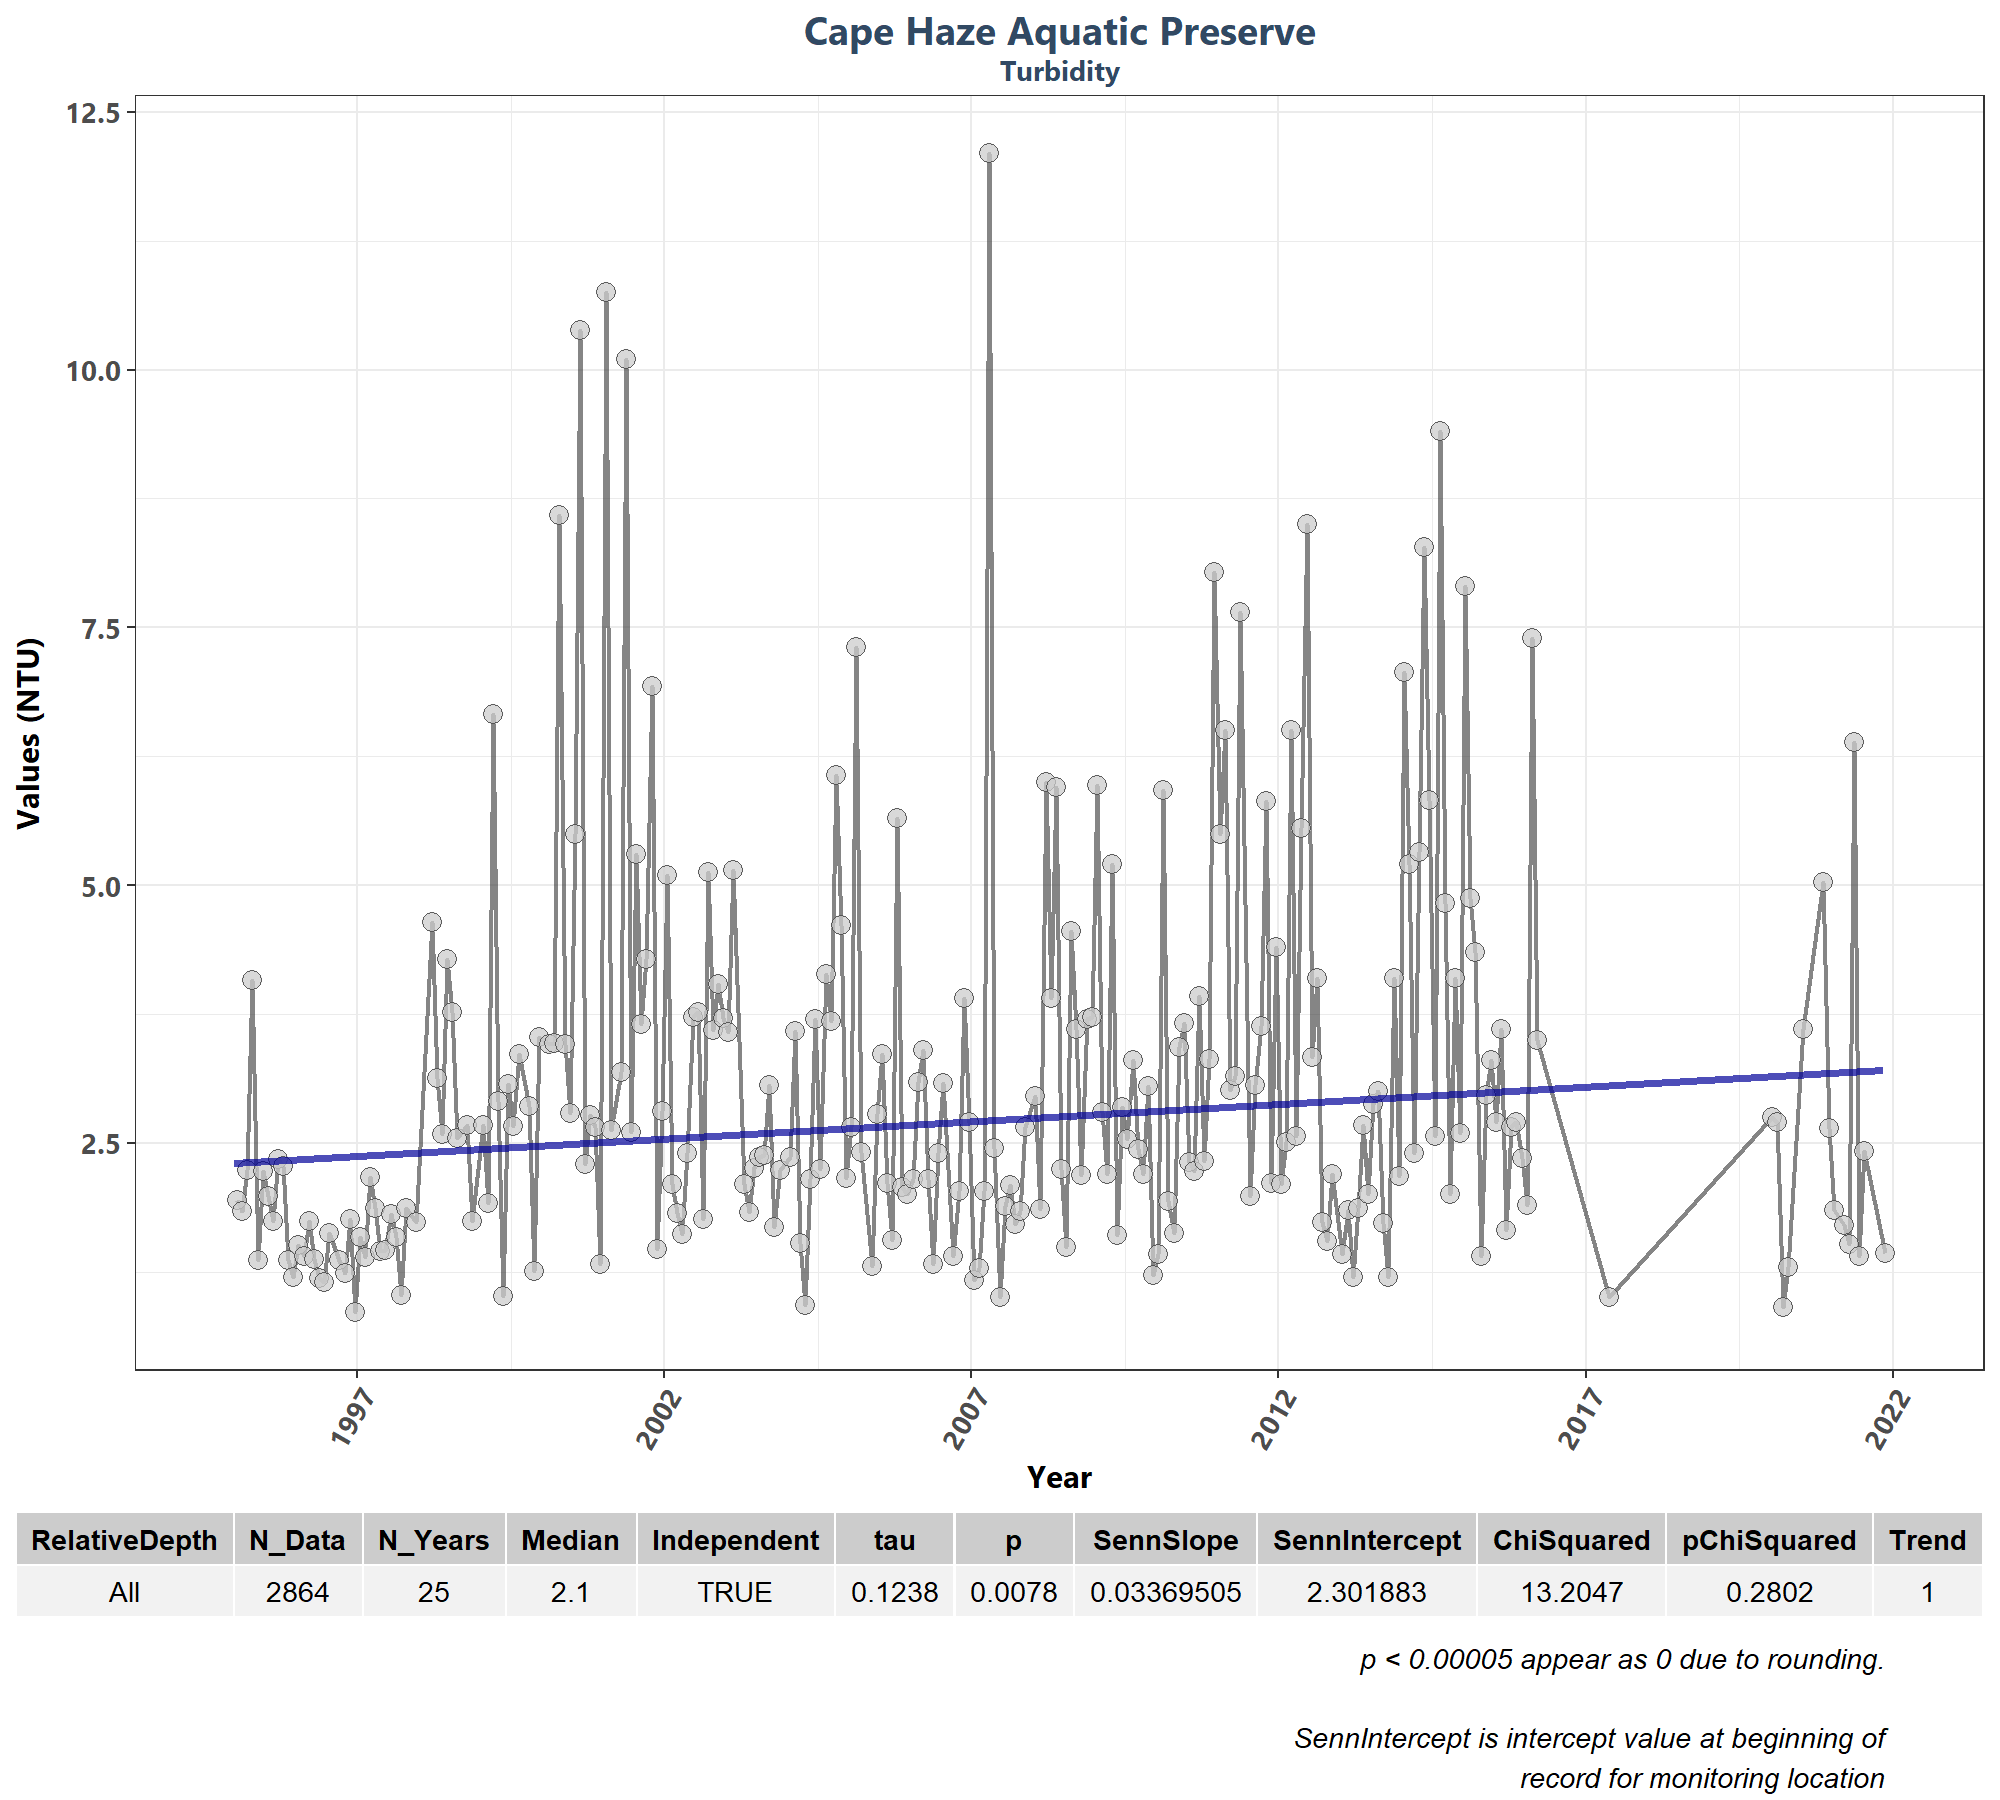 Cape Haze Aquatic Preserve
Turbidity
12.5
10.0
7.5
5.0
2.5
Values (NTU)
1997
2002
2007
2012
2017
2022
Year
RelativeDepth N_Data N_Years Median Independent tau p SennSlope SennIntercept ChiSquared pChiSquared Trend
All 2864 25 2.1 TRUE 0.1238 0.0078 0.03369505 2.301883 13.2047 0.2802 1
p < 0.00005 appear as 0 due to rounding.
SennIntercept is intercept value at beginning of
record for monitoring location